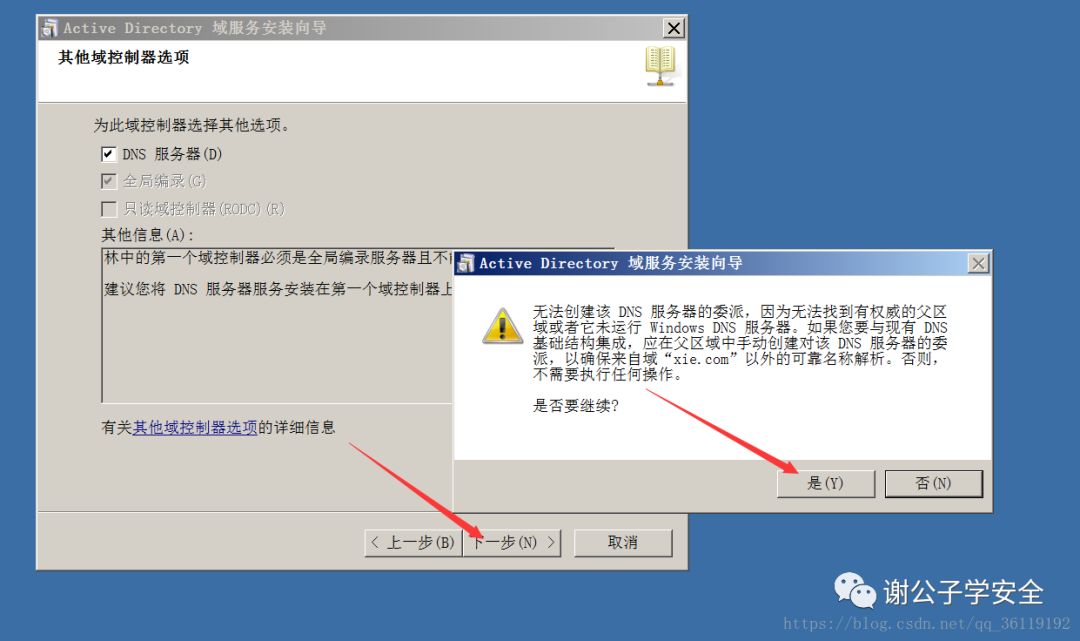 Active Directory 域服务安装向导
其他域控制器选项
为此域控制器选择其他选项。
DNS 服务器(D)
全局编录(G)
只读域控制器(RODC)(R)
其他信息(A):
林中的第一个域控制器必须是全局编录服务器且不
建议您将 DNS 服务器服务安装在第一个域控制器上
有关其他域控制器选项的详细信息
< 上一步(B)
下一步(N) >
取消
Active Directory 域服务安装向导
无法创建该 DNS 服务器的委派，因为无法找到有权威的父区
域或者它未运行 Windows DNS 服务器。如果您要与现有 DNS
基础结构集成，应在父区域中手动创建对该 DNS 服务器的委
派，以确保来自域“xie.com”以外的可靠名称解析。否则，
不需要执行任何操作。
是否要继续?
是(Y)
否(N)
谢公子学安全
https://blog.csdn.net/qq_36119192